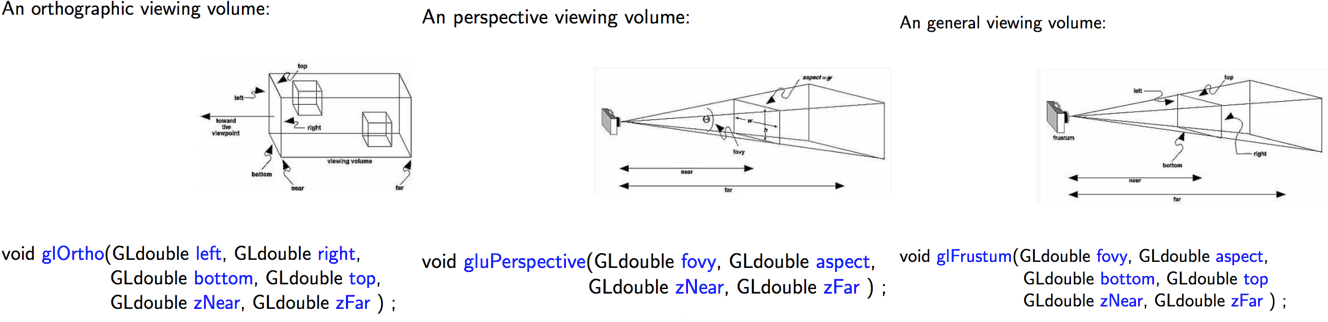 An orthographic viewing volume:
top
left
toward
the
viewpoint
right
viewing volume
bottom
near
far
void glOrtho(GLdouble left, GLdouble right,
GLdouble bottom, GLdouble top,
GLdouble zNear, GLdouble zFar ) ;
An perspective viewing volume:
w
h
fovy
near
far
void gluPerspective(GLdouble fovy, GLdouble aspect,
GLdouble zNear, GLdouble zFar ) ;
An general viewing volume:
left
top
frustum
right
bottom
near
far
void glFrustum(GLdouble fovy, GLdouble aspect,
GLdouble bottom, GLdouble top
GLdouble zNear, GLdouble zFar ) ;